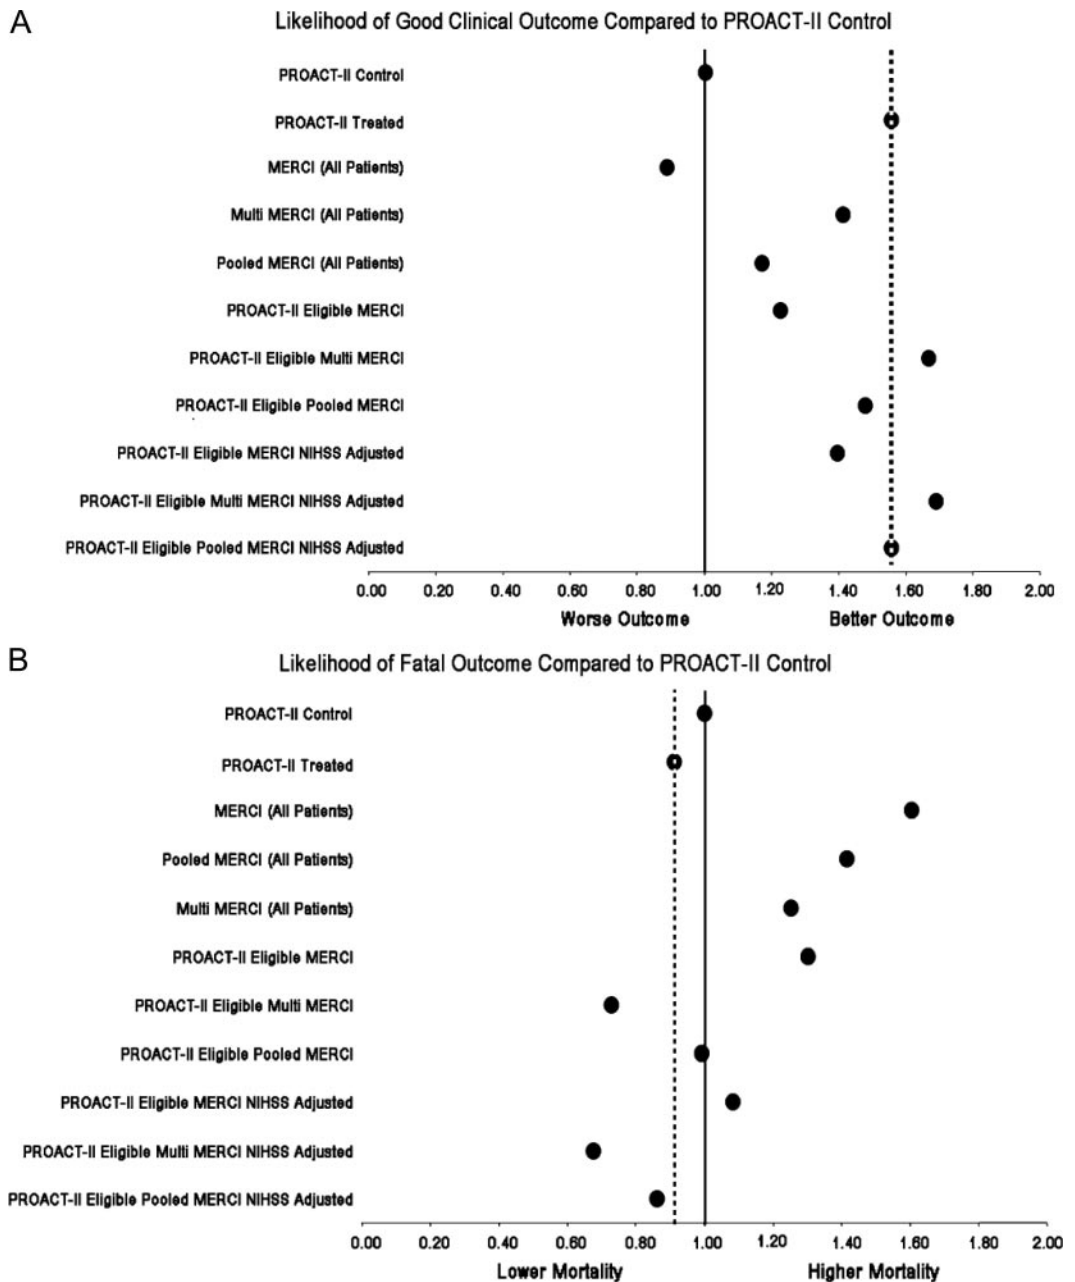 A
Likelihood of Good Clinical Outcome Compared to PROACT-II Control
PROACT-II Control
PROACT-II Treated
MERCI (All Patients)
Multi MERCI (All Patients)
Pooled MERCI (All Patients)
PROACT-II Eligible MERCI
PROACT-II Eligible Multi MERCI
PROACT-II Eligible Pooled MERCI
PROACT-II Eligible MERCI NIHSS Adjusted
PROACT-II Eligible Multi MERCI NIHSS Adjusted
PROACT-II Eligible Pooled MERCI NIHSS Adjusted
0.00 0.20 0.40 0.60 0.80 1.00 1.20 1.40 1.60 1.80 2.00
Worse Outcome Better Outcome
B
Likelihood of Fatal Outcome Compared to PROACT-II Control
PROACT-II Control
PROACT-II Treated
MERCI (All Patients)
Pooled MERCI (All Patients)
Multi MERCI (All Patients)
PROACT-II Eligible MERCI
PROACT-II Eligible Multi MERCI
PROACT-II Eligible Pooled MERCI
PROACT-II Eligible MERCI NIHSS Adjusted
PROACT-II Eligible Multi MERCI NIHSS Adjusted
PROACT-II Eligible Pooled MERCI NIHSS Adjusted
0.00 0.20 0.40 0.60 0.80 1.00 1.20 1.40 1.60 1.80 2.00
Lower Mortality Higher Mortality